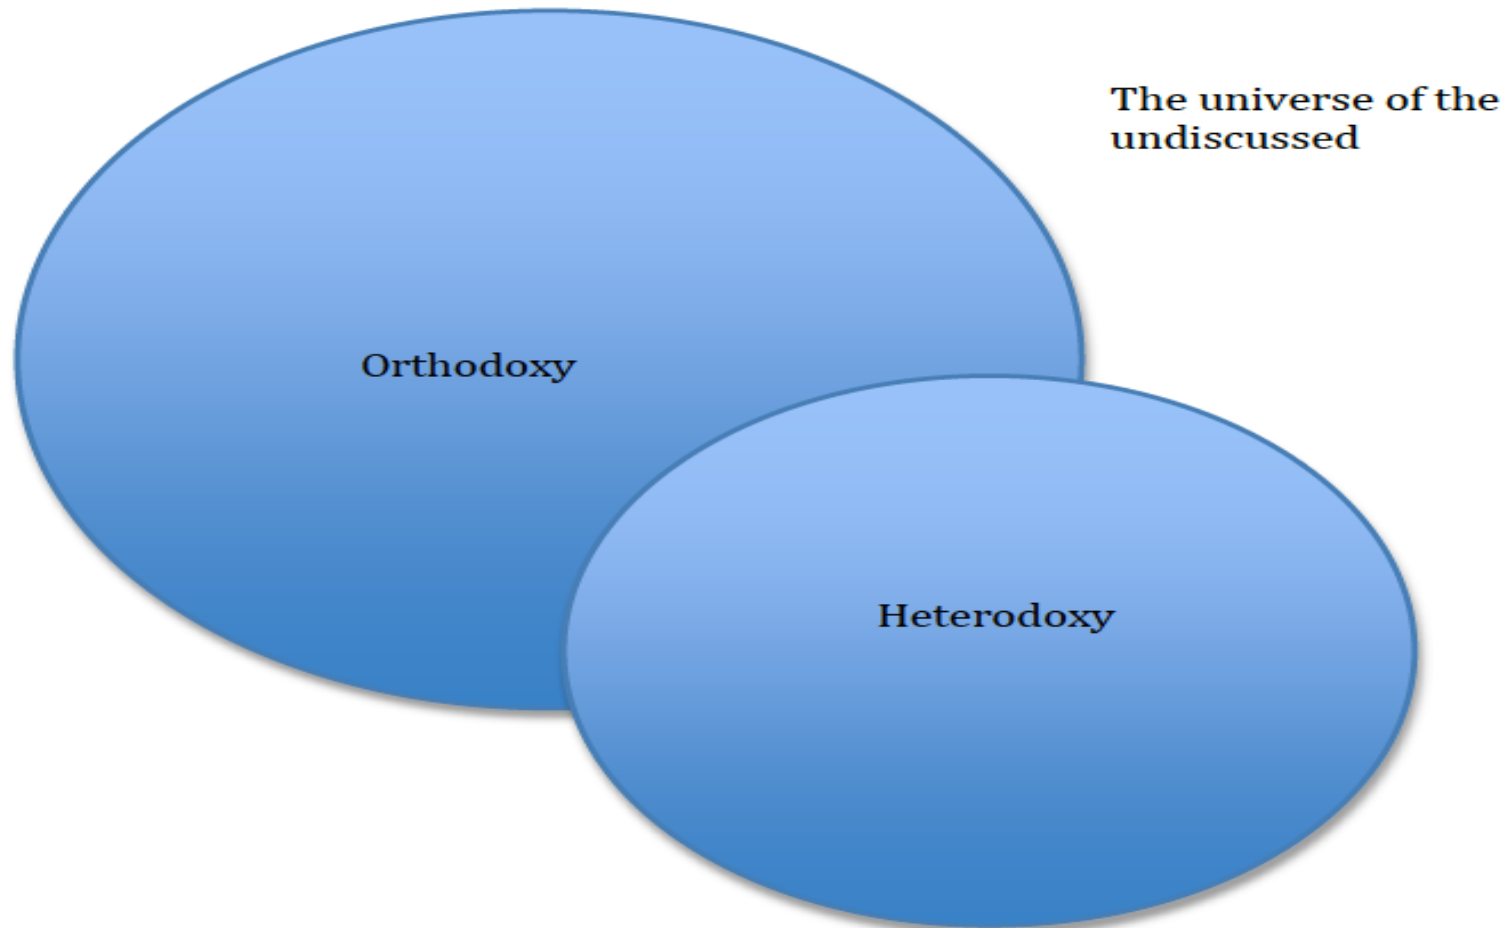 The universe of the
undiscussed
Orthodoxy
Heterodoxy